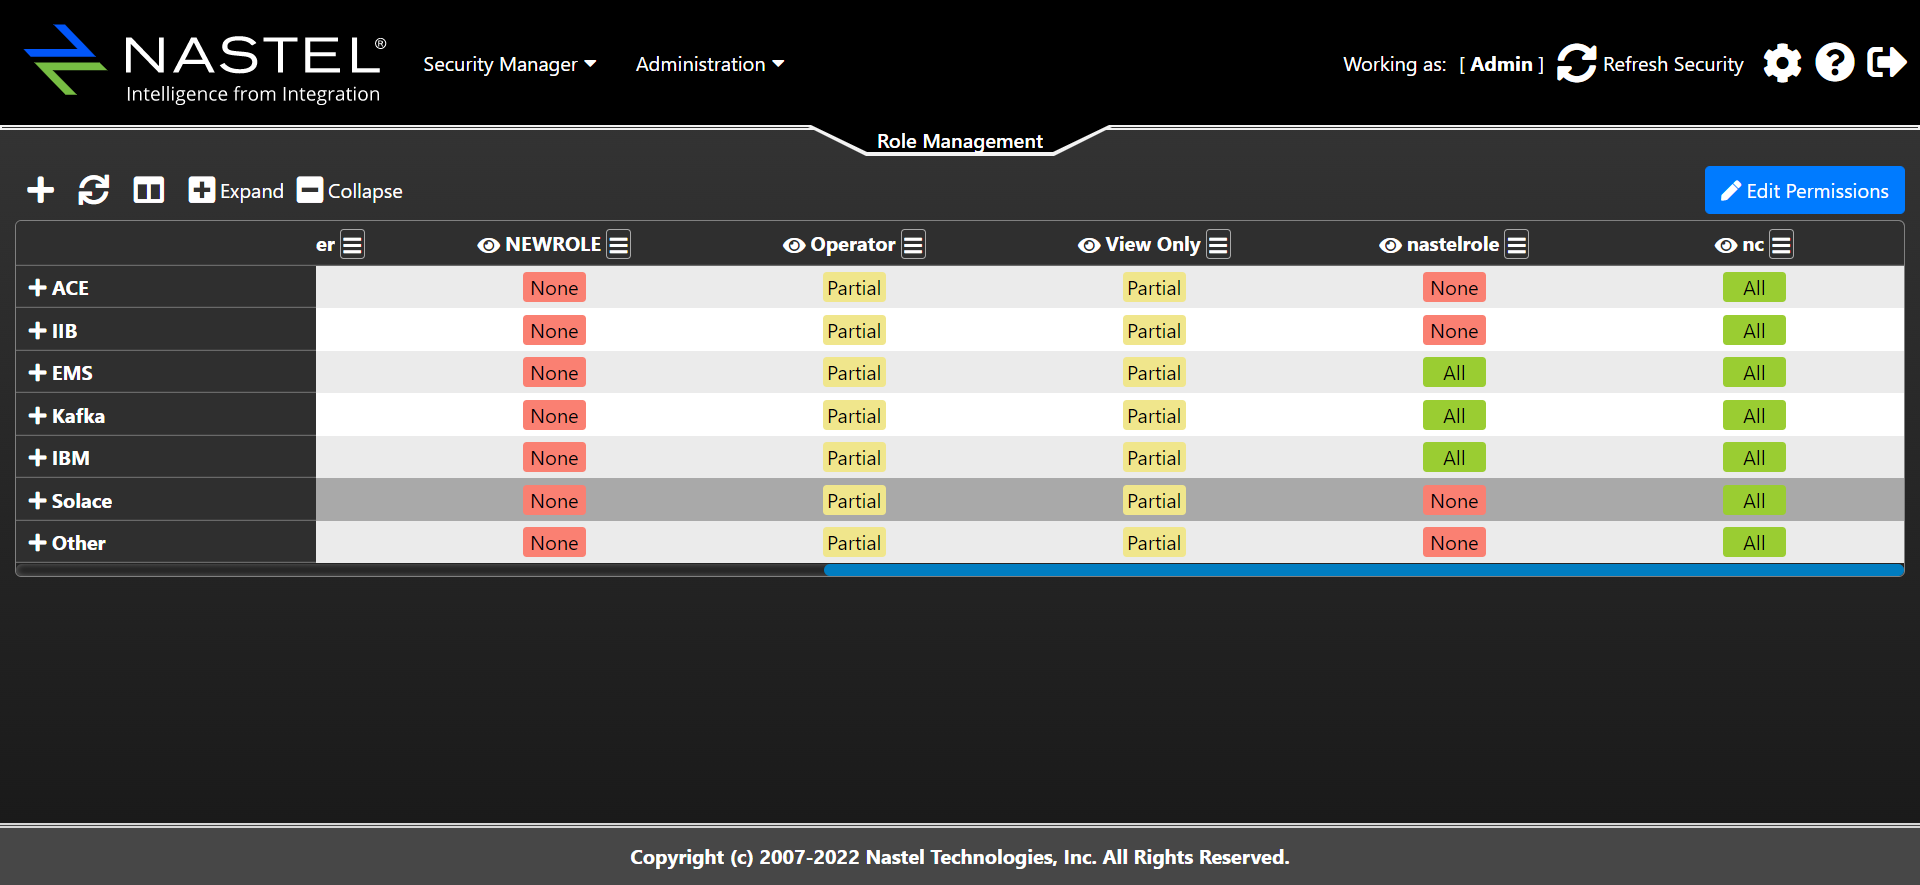 NASTEL®
Intelligence from Integration
Security Manager Administration
Working as: [ Admin ] Refresh Security
Role Management
Expand Collapse
Edit Permissions
er NEWROLE Operator View Only nastelrole nc
ACE None Partial Partial None All
IIB None Partial Partial None All
EMS None Partial Partial All All
Kafka None Partial Partial All All
IBM None Partial Partial All All
Solace None Partial Partial None All
Other None Partial Partial None All
Copyright (c) 2007-2022 Nastel Technologies, Inc. All Rights Reserved.